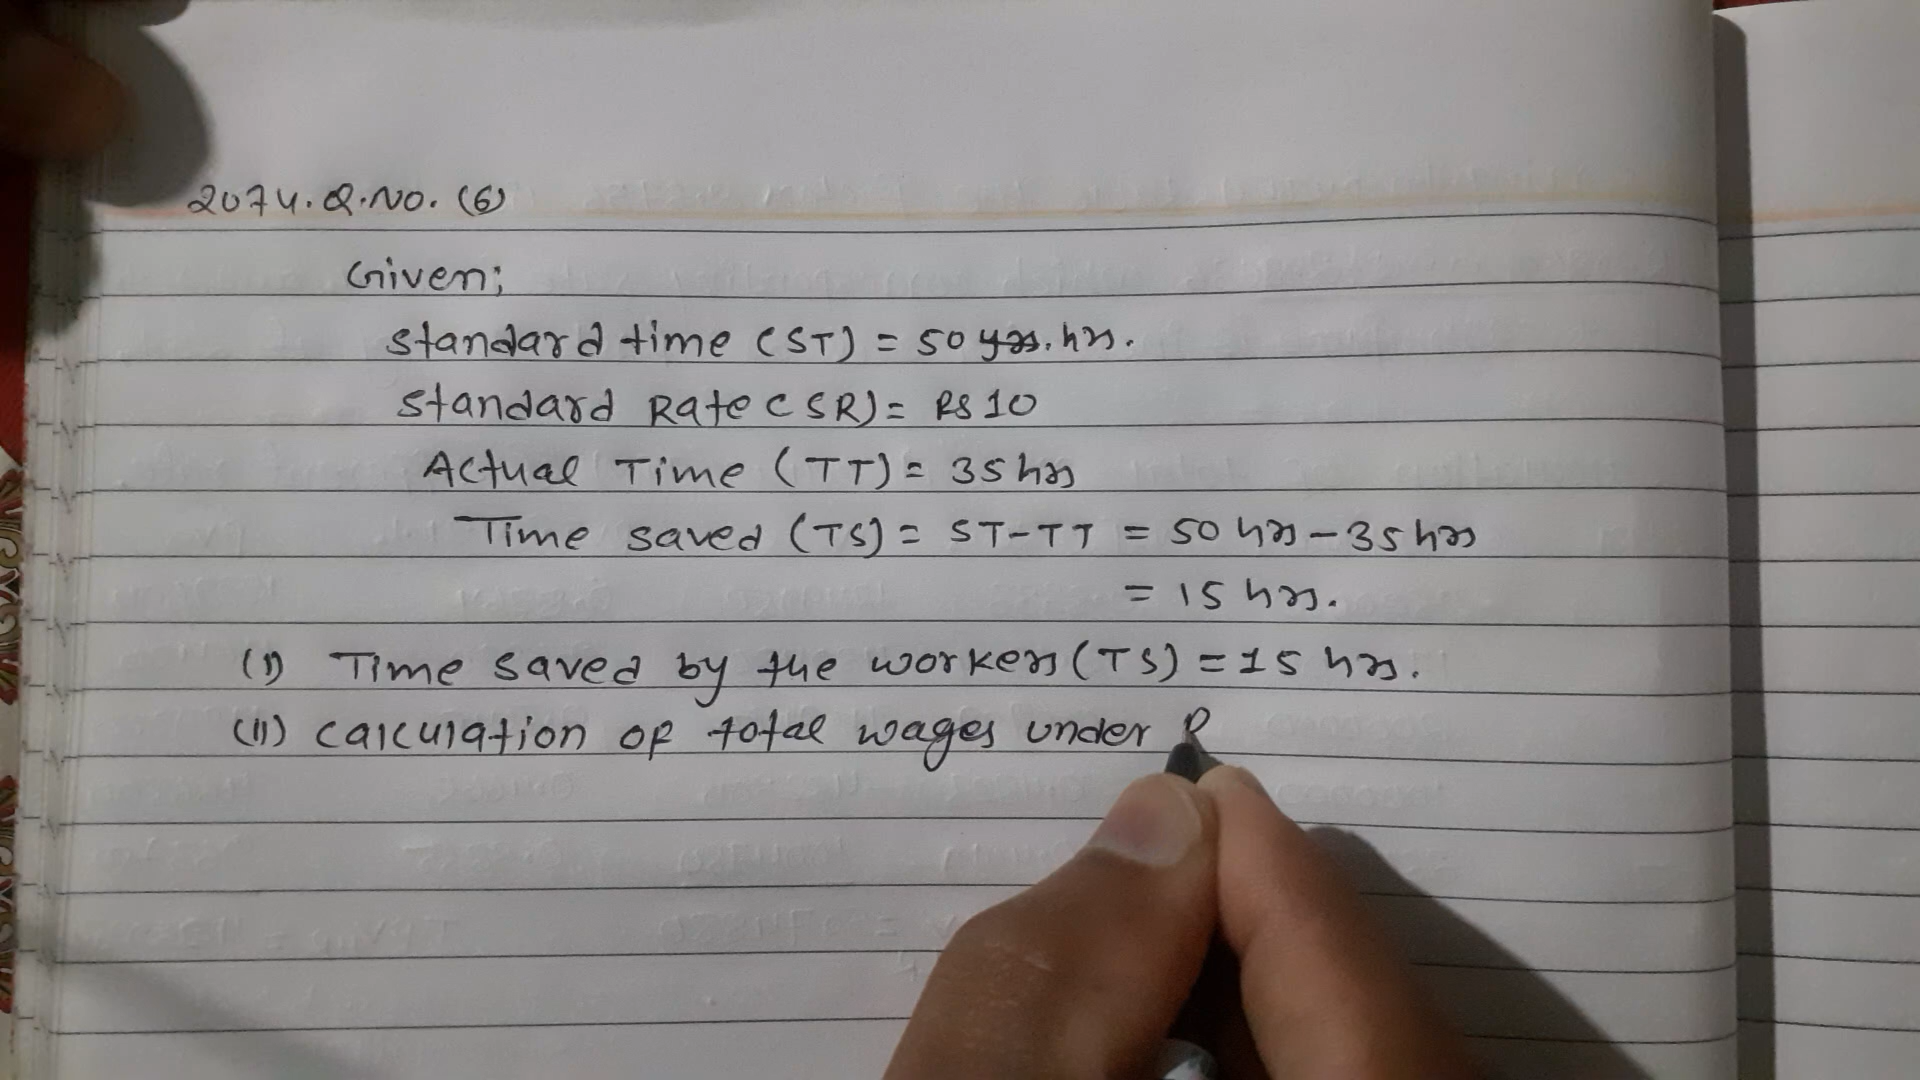 2074.Q.NO. (6)
Given;
standard time (ST) = 50 yrs. hrs.
Standard Rate (SR) = RS 10
Actual Time (TT) = 35 hrs
Time saved (TS) = ST-TT = 50 hrs - 35 hrs
= 15 hrs.
(i) Time saved by the workers (TS) = 15 hrs.
(ii) calculation of total wages under